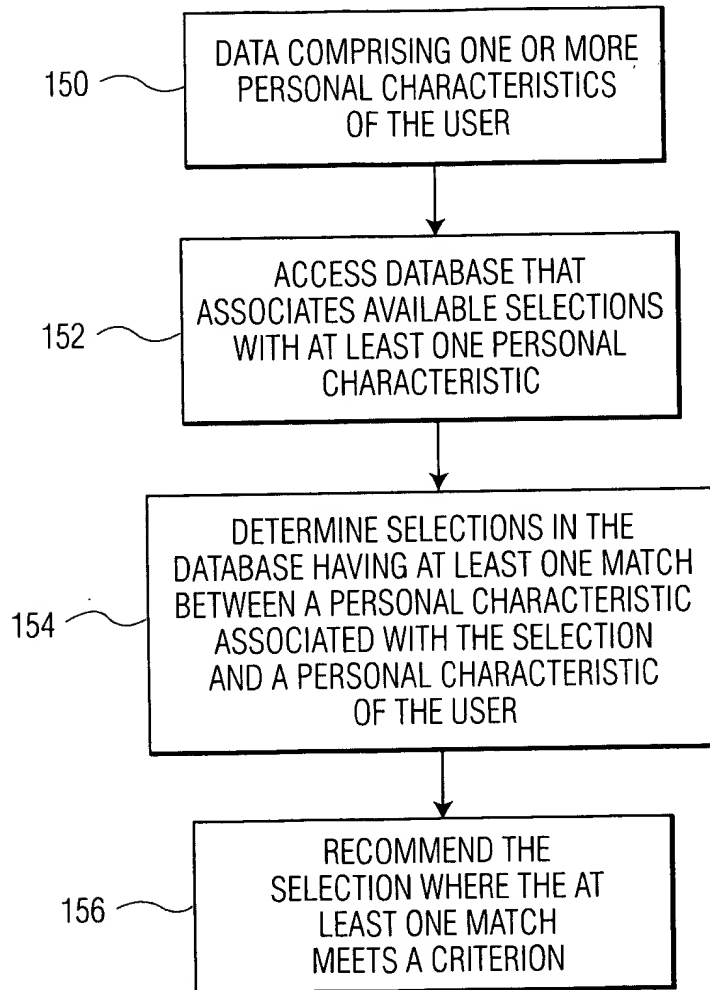 150
DATA COMPRISING ONE OR MORE
PERSONAL CHARACTERISTICS
OF THE USER
152
ACCESS DATABASE THAT
ASSOCIATES AVAILABLE SELECTIONS
WITH AT LEAST ONE PERSONAL
CHARACTERISTIC
154
DETERMINE SELECTIONS IN THE
DATABASE HAVING AT LEAST ONE MATCH
BETWEEN A PERSONAL CHARACTERISTIC
ASSOCIATED WITH THE SELECTION
AND A PERSONAL CHARACTERISTIC
OF THE USER
156
RECOMMEND THE
SELECTION WHERE THE AT
LEAST ONE MATCH
MEETS A CRITERION